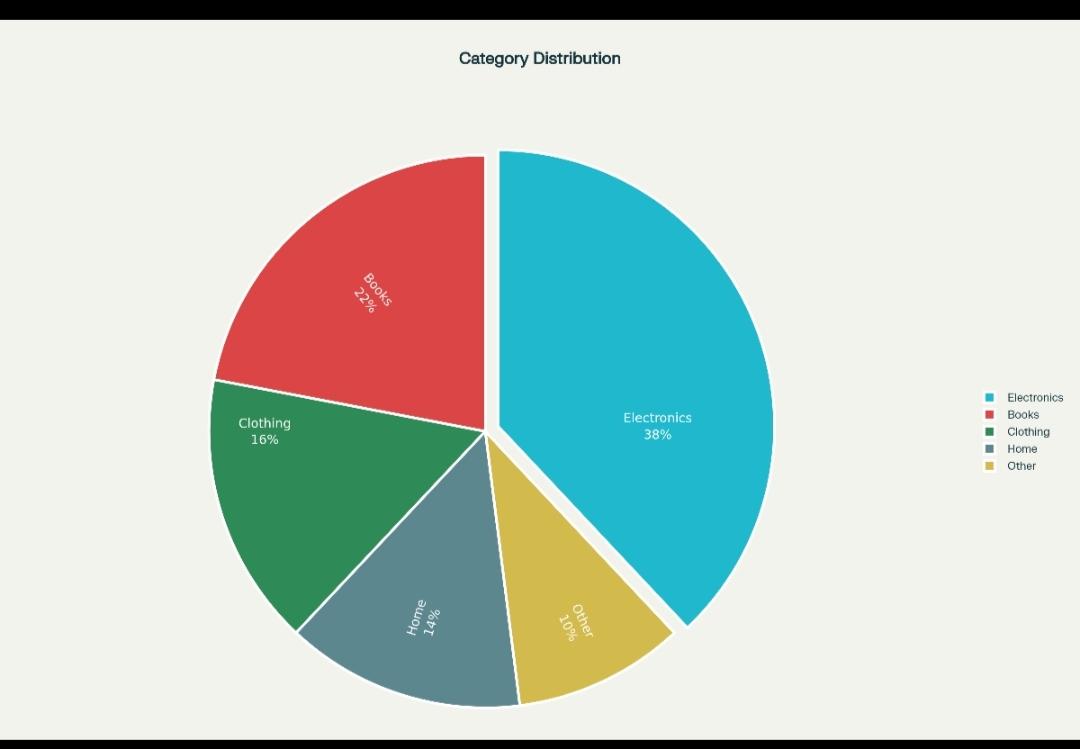 Category Distribution
Books
22%
Electronics
38%
Clothing
16%
Home
14%
Other
10%
Electronics
Books
Clothing
Home
Other